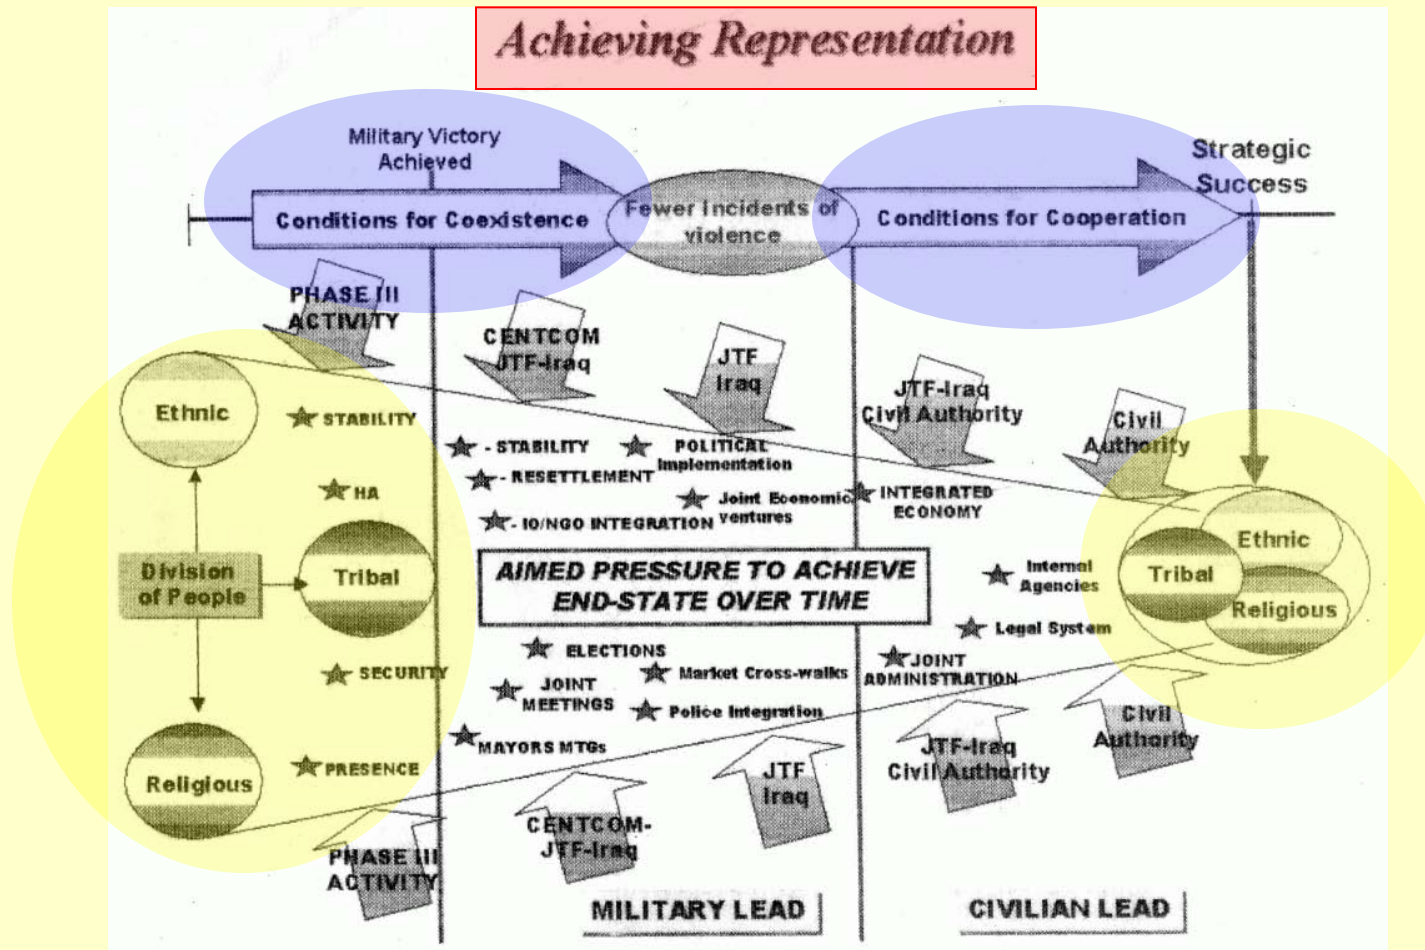 Achieving Representation
Military Victory
Achieved
Strategic
Success
Conditions for Coexistence
Fewer Incidents of
violence
Conditions for Cooperation
PHASE III
ACTIVITY
CENTCOM
JTF-Iraq
JTF
Iraq
JTF-Iraq
Civil Authority
Civil
Authority
Ethnic
STABILITY
HA
Division
of People
Tribal
SECURITY
Religious
PRESENCE
- STABILITY
- RESETTLEMENT
- IO/NGO INTEGRATION
POLITICAL
Implementation
Joint Economic
ventures
INTEGRATED
ECONOMY
AIMED PRESSURE TO ACHIEVE
END-STATE OVER TIME
Internal
Agencies
Legal System
JOINT
ADMINISTRATION
Ethnic
Tribal
Religious
ELECTIONS
Market Cross-walks
JOINT
MEETINGS
Police Integration
MAYORS MTGs
PHASE III
ACTIVITY
CENTCOM-
JTF-Iraq
JTF
Iraq
JTF-Iraq
Civil Authority
Civil
Authority
MILITARY LEAD
CIVILIAN LEAD